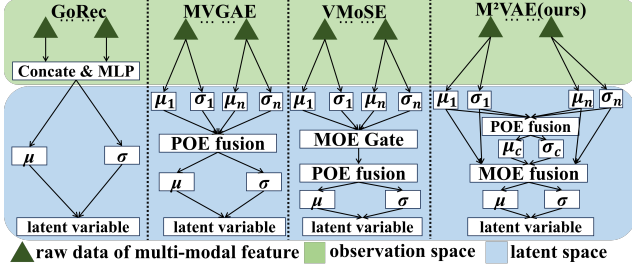 GoRec
MVGAE
VMoSE
M²VAE(ours)
... ...
... ...
... ...
... ...
Concate & MLP
μ
σ
latent variable
μ₁ σ₁ μₙ σₙ
POE fusion
μ
σ
latent variable
μ₁ σ₁ μₙ σₙ
MOE Gate
POE fusion
μ
σ
latent variable
μ₁ σ₁ μₙ σₙ
POE fusion
μ_c σ_c
MOE fusion
μ
σ
latent variable
raw data of multi-modal feature observation space latent space